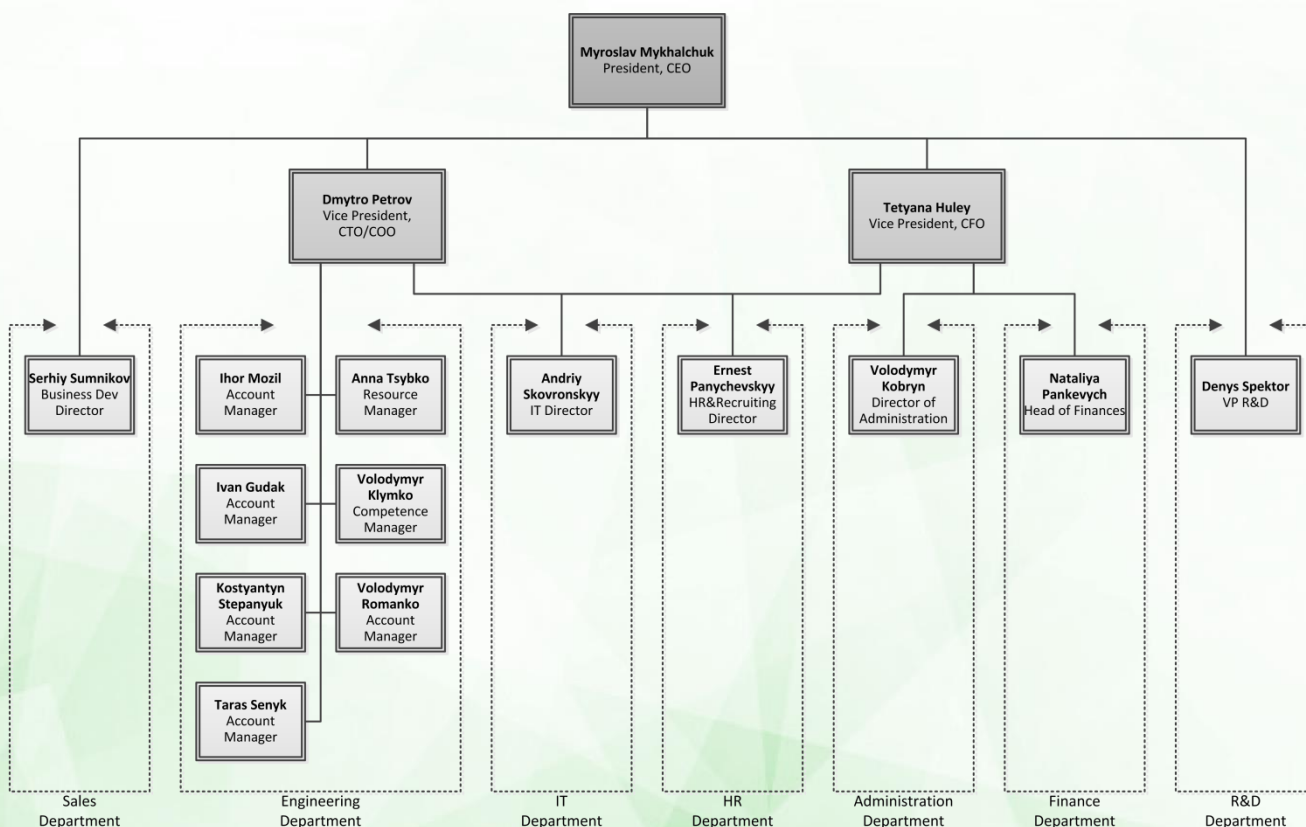 Myroslav Mykhalchuk
President, CEO
Dmytro Petrov
Vice President,
CTO/COO
Tetyana Huley
Vice President, CFO
Serhiy Sumnikov
Business Dev
Director
Ihor Mozil
Account
Manager
Anna Tsybko
Resource
Manager
Ivan Gudak
Account
Manager
Volodymyr
Klymko
Competence
Manager
Kostyantyn
Stepanyuk
Account
Manager
Volodymyr
Romanko
Account
Manager
Taras Senyk
Account
Manager
Andriy
Skovronskyy
IT Director
Ernest
Panychevskyy
HR&Recruiting
Director
Volodymyr
Kobryn
Director of
Administration
Nataliya
Pankevych
Head of Finances
Denys Spektor
VP R&D
Sales
Department
Engineering
Department
IT
Department
HR
Department
Administration
Department
Finance
Department
R&D
Department